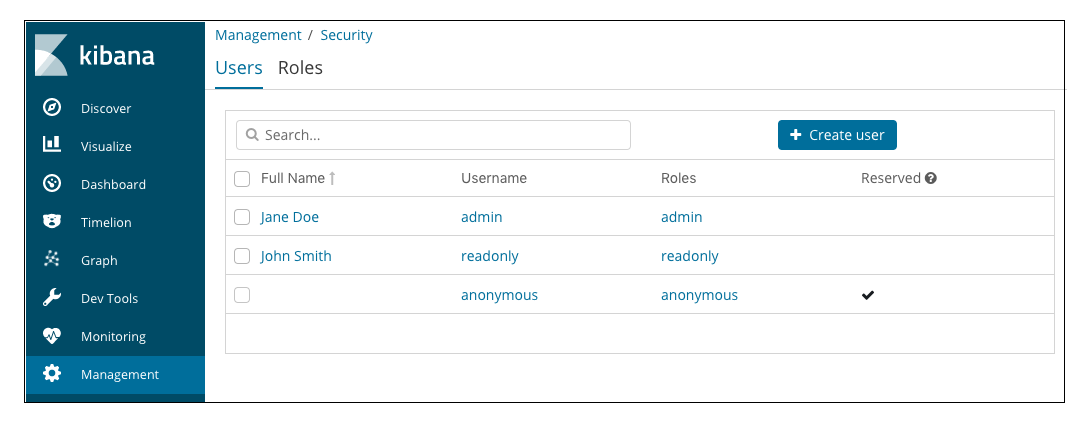 kibana
Discover
Visualize
Dashboard
Timelion
Graph
Dev Tools
Monitoring
Management
Management / Security
Users Roles
Search... + Create user
Full Name ↑ Username Roles Reserved ?
Jane Doe admin admin
John Smith readonly readonly
anonymous anonymous ✔